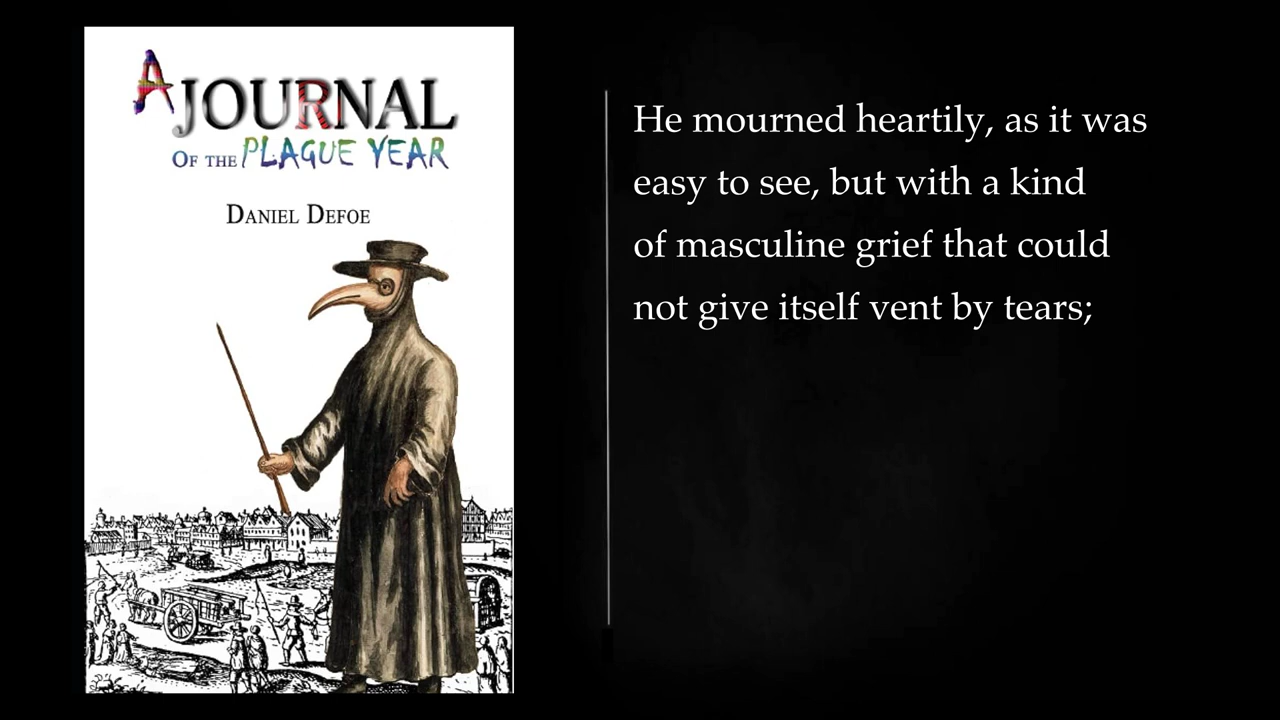 A JOURNAL
OF THE PLAGUE YEAR
DANIEL DEFOE
He mourned heartily, as it was
easy to see, but with a kind
of masculine grief that could
not give itself vent by tears;